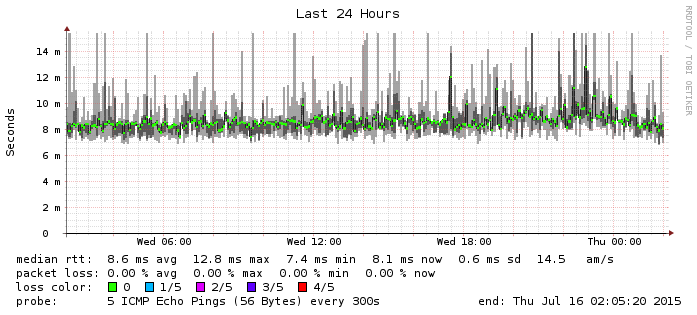 Last 24 Hours
RRDTOOL / TOBI OETIKER
Seconds
14 m
12 m
10 m
8 m
6 m
4 m
2 m
0
Wed 06:00 Wed 12:00 Wed 18:00 Thu 00:00
median rtt: 8.6 ms avg 12.8 ms max 7.4 ms min 8.1 ms now 0.6 ms sd 14.5 am/s
packet loss: 0.00 % avg 0.00 % max 0.00 % min 0.00 % now
loss color: 0 1/5 2/5 3/5 4/5
probe: 5 ICMP Echo Pings (56 Bytes) every 300s end: Thu Jul 16 02:05:20 2015